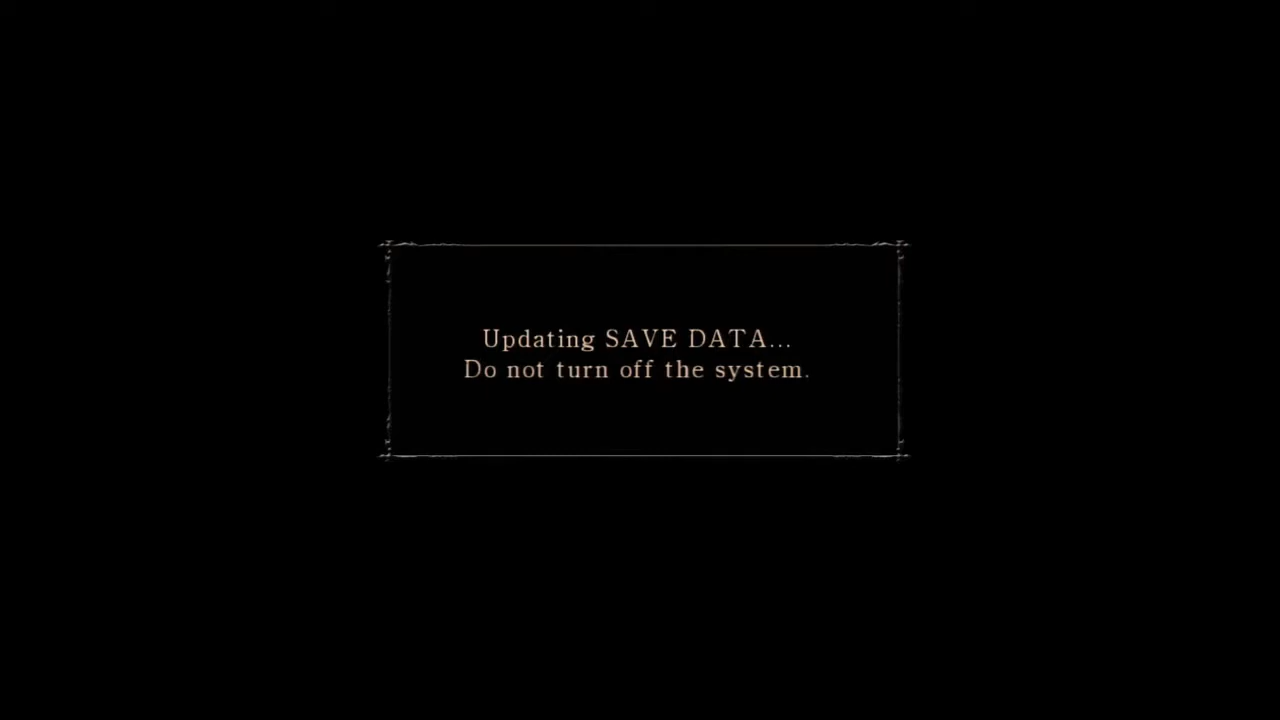 Updating SAVE DATA...
Do not turn off the system.